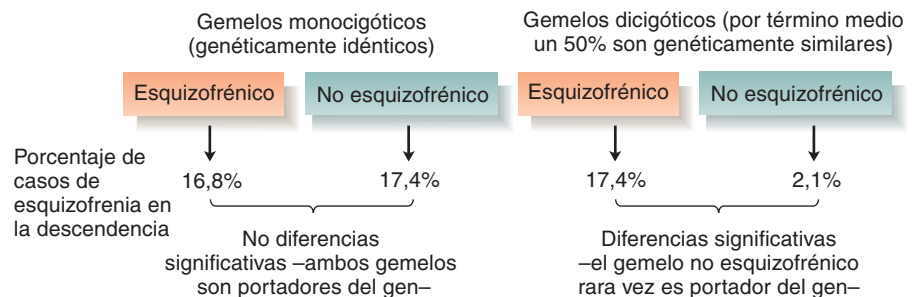 Gemelos monocigóticos
(genéticamente idénticos)
Gemelos dicigóticos (por término medio
un 50% son genéticamente similares)
Esquizofrénico
No esquizofrénico
Esquizofrénico
No esquizofrénico
Porcentaje de
casos de
esquizofrenia en
la descendencia
16,8%
17,4%
17,4%
2,1%
No diferencias
significativas –ambos gemelos
son portadores del gen–
Diferencias significativas
–el gemelo no esquizofrénico
rara vez es portador del gen–